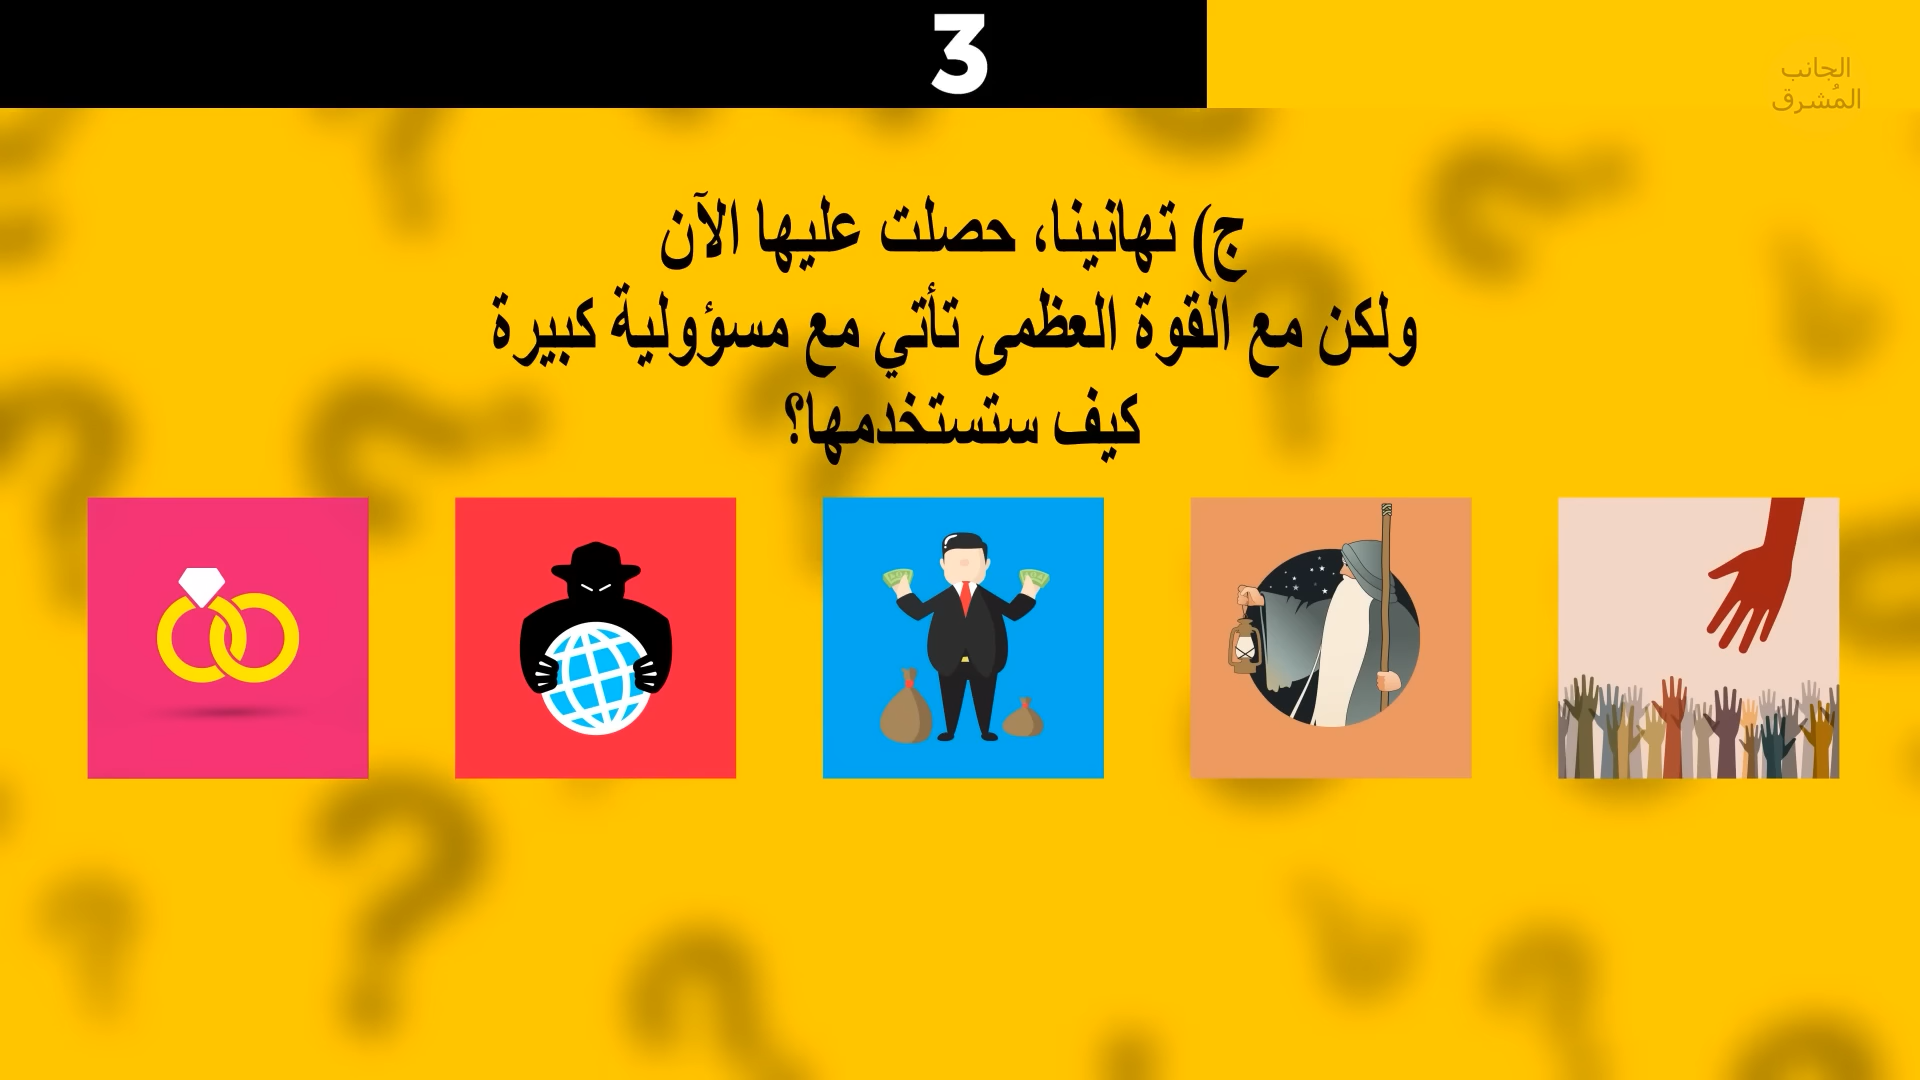 3
الجانب
المُشرق
ج) تهانينا، حصلت عليها الآن
ولكن مع القوة العظمى تأتي مع مسؤولية كبيرة
كيف ستستخدمها؟